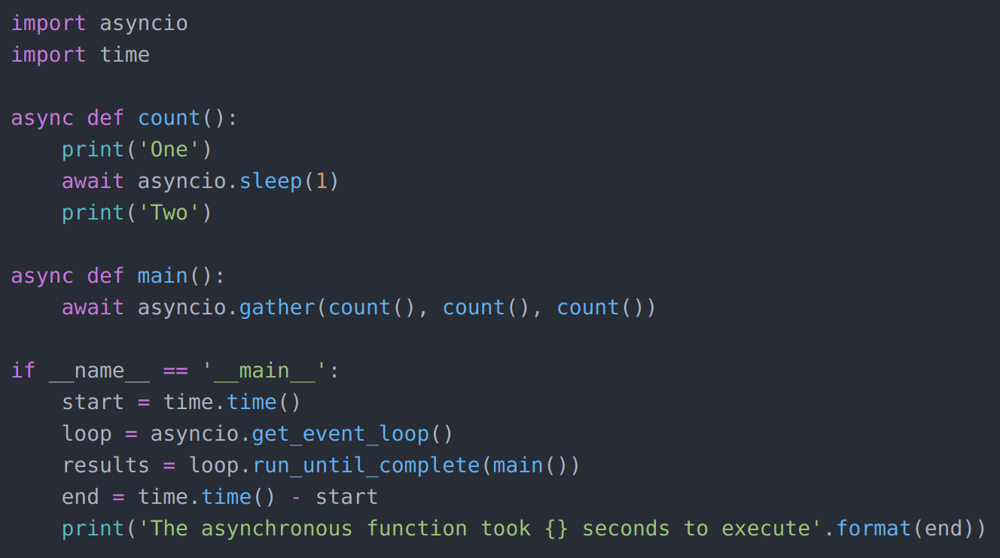 import asyncio
import time
async def count():
    print('One')
    await asyncio.sleep(1)
    print('Two')
async def main():
    await asyncio.gather(count(), count(), count())
if __name__ == '__main__':
    start = time.time()
    loop = asyncio.get_event_loop()
    results = loop.run_until_complete(main())
    end = time.time() - start
    print('The asynchronous function took {} seconds to execute'.format(end))